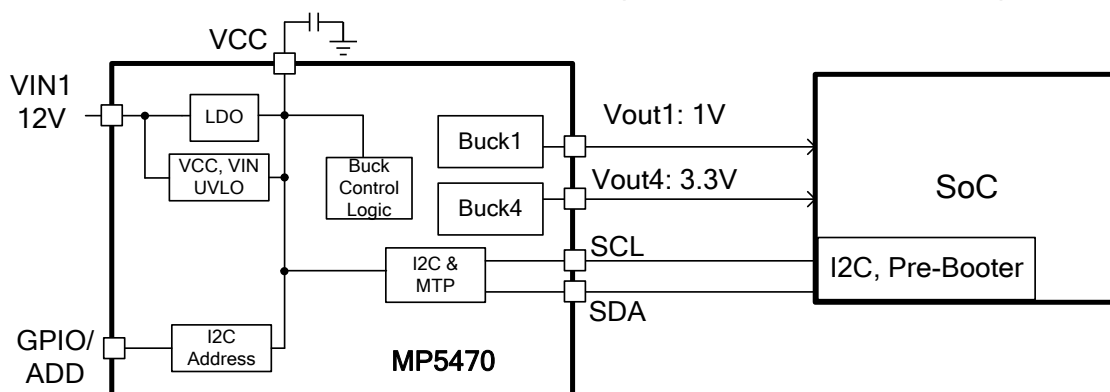 VCC
VIN1
12V
LDO
VCC, VIN
UVLO
Buck
Control
Logic
Buck1
Buck4
Vout1: 1V
Vout4: 3.3V
SoC
I2C &
MTP
SCL
SDA
I2C, Pre-Booter
GPIO/
ADD
I2C
Address
MP5470